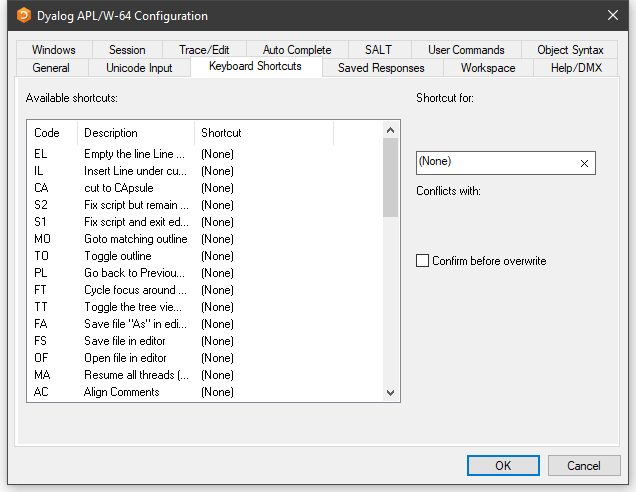 Dyalog APL/W-64 Configuration
Windows Session Trace/Edit Auto Complete SALT User Commands Object Syntax
General Unicode Input Keyboard Shortcuts Saved Responses Workspace Help/DMX
Available shortcuts:
Shortcut for:
Code Description Shortcut
EL Empty the line Line ... (None)
IL Insert Line under cu... (None)
CA cut to CApsule (None)
S2 Fix script but remain ... (None)
S1 Fix script and exit ed... (None)
MO Goto matching outline (None)
TO Toggle outline (None)
PL Go back to Previou... (None)
FT Cycle focus around ... (None)
TT Toggle the tree vie... (None)
FA Save file "As" in edi... (None)
FS Save file in editor (None)
OF Open file in editor (None)
MA Resume all threads (... (None)
AC Align Comments (None)
(None)
Conflicts with:
Confirm before overwrite
OK Cancel